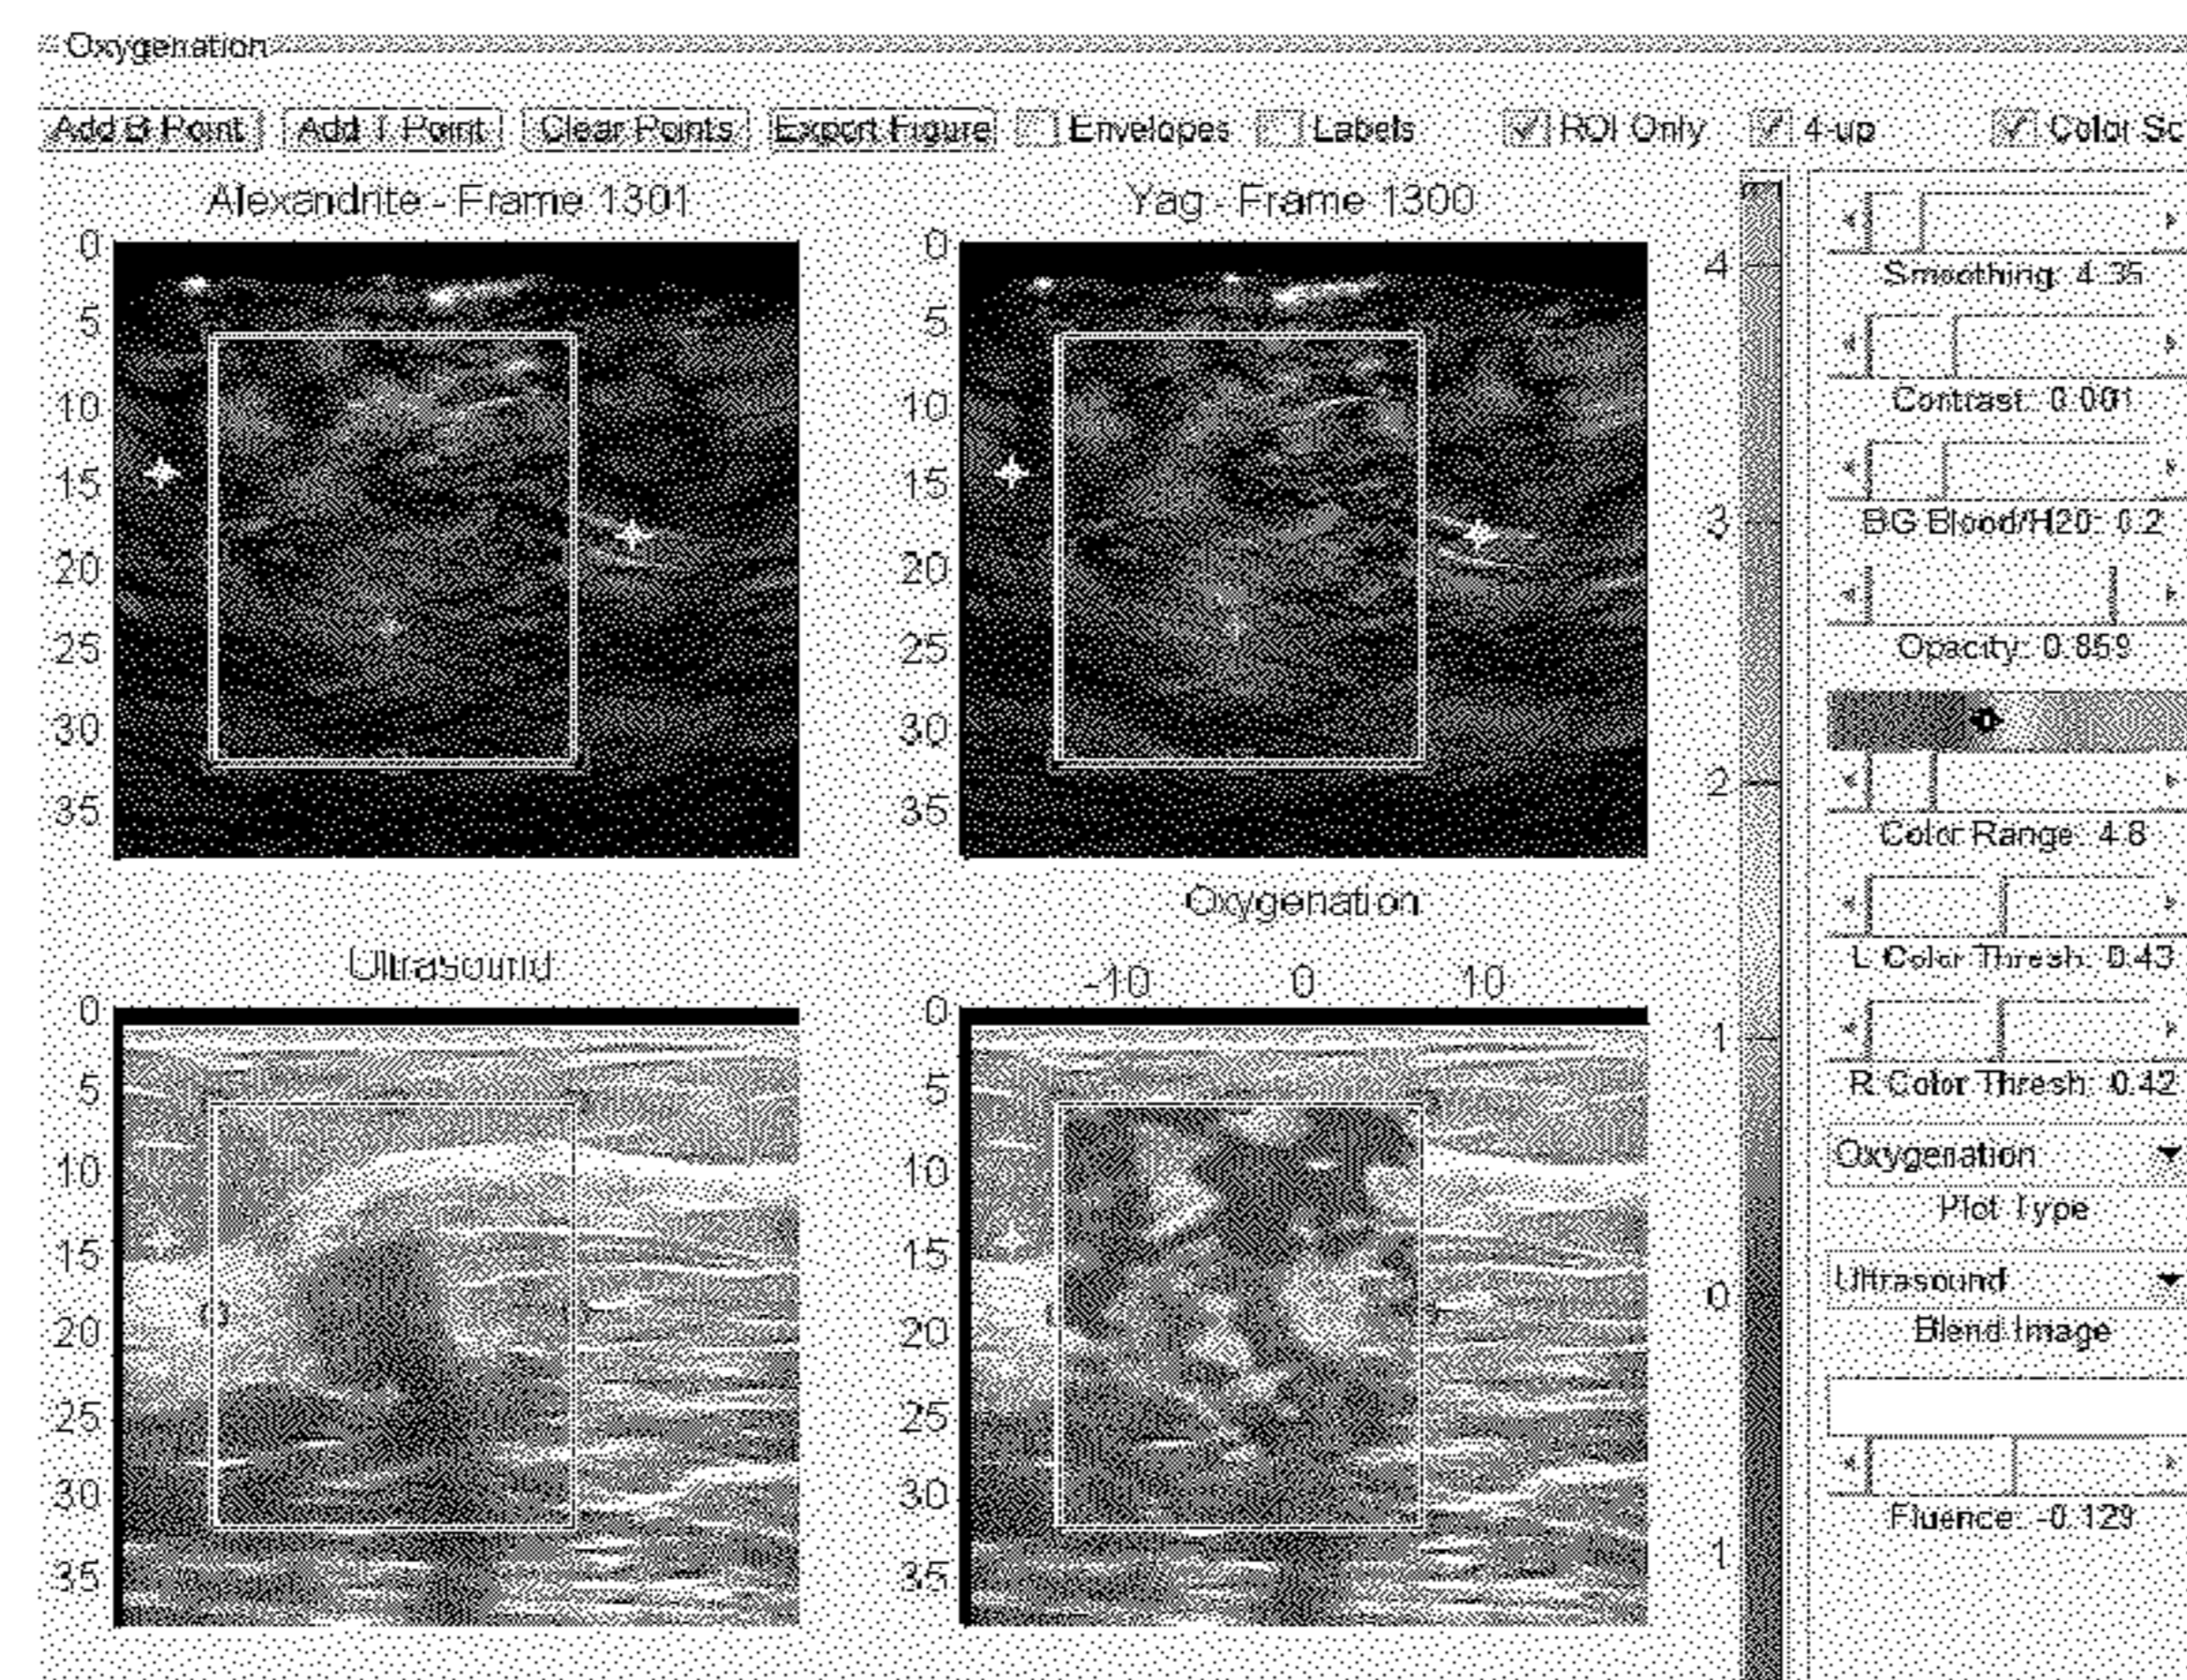 Oxygenation
Add B Point Add T Point Clear Points Export Figure Envelopes Labels ROI Only 4-up Color Sc
Alexandrite - Frame 1301
0
5
10
15
20
25
30
35
Yag - Frame 1300
0
5
10
15
20
25
30
35
Ultrasound
0
5
10
15
20
25
30
35
Oxygenation
-10 0 10
0
5
10
15
20
25
30
35
4
3
2
1
0
1
Smoothing: 4.35
Contrast: 0.001
BG Blood/H20: 0.2
Opacity: 0.859
Color Range: 4.8
L Color Thresh: 0.43
R Color Thresh: 0.42
Oxygenation
Plot Type
Ultrasound
Blend Image
Fluence: -0.129